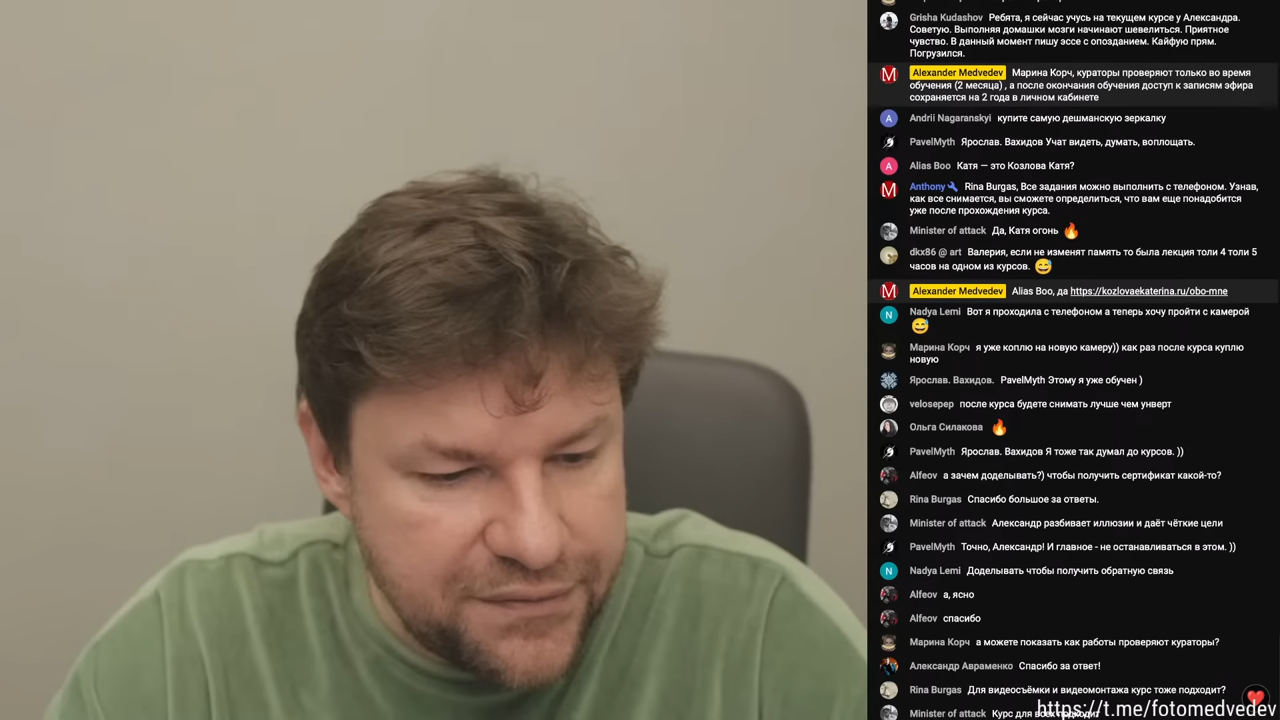 Grisha Kudashov Ребята, я сейчас учусь на текущем курсе у Александра.
Советую. Выполняя домашки мозги начинают шевелиться. Приятное
чувство. В данный момент пишу эссе с опозданием. Кайфую прям.
Погрузился.
M Alexander Medvedev Марина Корч, кураторы проверяют только во время
обучения (2 месяца) , а после окончания обучения доступ к записям эфира
сохраняется на 2 года в личном кабинете
A Andrii Nagaranskyi купите самую дешманскую зеркалку
PavelMyth Ярослав. Вахидов Учат видеть, думать, воплощать.
A Alias Boo Катя — это Козлова Катя?
M Anthony Rina Burgas, Все задания можно выполнить с телефоном. Узнав,
как все снимается, вы сможете определиться, что вам еще понадобится
уже после прохождения курса.
Minister of attack Да, Катя огонь 🔥
dkx86 @ art Валерия, если не изменят память то была лекция толи 4 толи 5
часов на одном из курсов. 😅
M Alexander Medvedev Alias Boo, да https://kozlovaekaterina.ru/obo-mne
N Nadya Lemi Вот я проходила с телефоном а теперь хочу пройти с камерой
😅
Марина Корч я уже коплю на новую камеру)) как раз после курса куплю
новую
Ярослав. Вахидов. PavelMyth Этому я уже обучен )
velosepep после курса будете снимать лучше чем унверт
Ольга Силакова 🔥
PavelMyth Ярослав. Вахидов Я тоже так думал до курсов. ))
Alfeov а зачем доделывать?) чтобы получить сертификат какой-то?
Rina Burgas Спасибо большое за ответы.
Minister of attack Александр разбивает иллюзии и даёт чёткие цели
PavelMyth Точно, Александр! И главное - не останавливаться в этом. ))
N Nadya Lemi Доделывать чтобы получить обратную связь
Alfeov а, ясно
Alfeov спасибо
Марина Корч а можете показать как работы проверяют кураторы?
Александр Авраменко Спасибо за ответ!
Rina Burgas Для видеосъёмки и видеомонтажа курс тоже подходит?
Minister of attack Курс для всех подходит
https://t.me/fotomedvedev